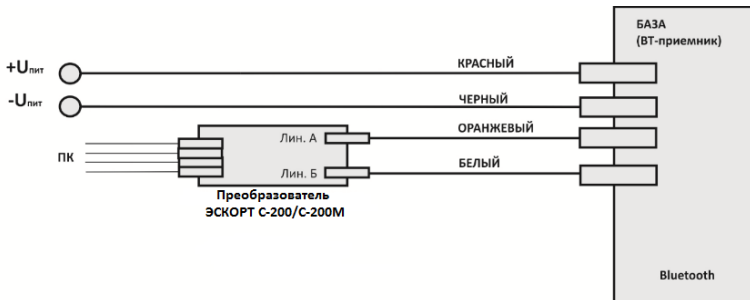 БАЗА
(BT-приемник)
+Uпит
КРАСНЫЙ
-Uпит
ЧЕРНЫЙ
ОРАНЖЕВЫЙ
Лин. А
ПК
БЕЛЫЙ
Лин. Б
Преобразователь
ЭСКОРТ С-200/С-200М
Bluetooth